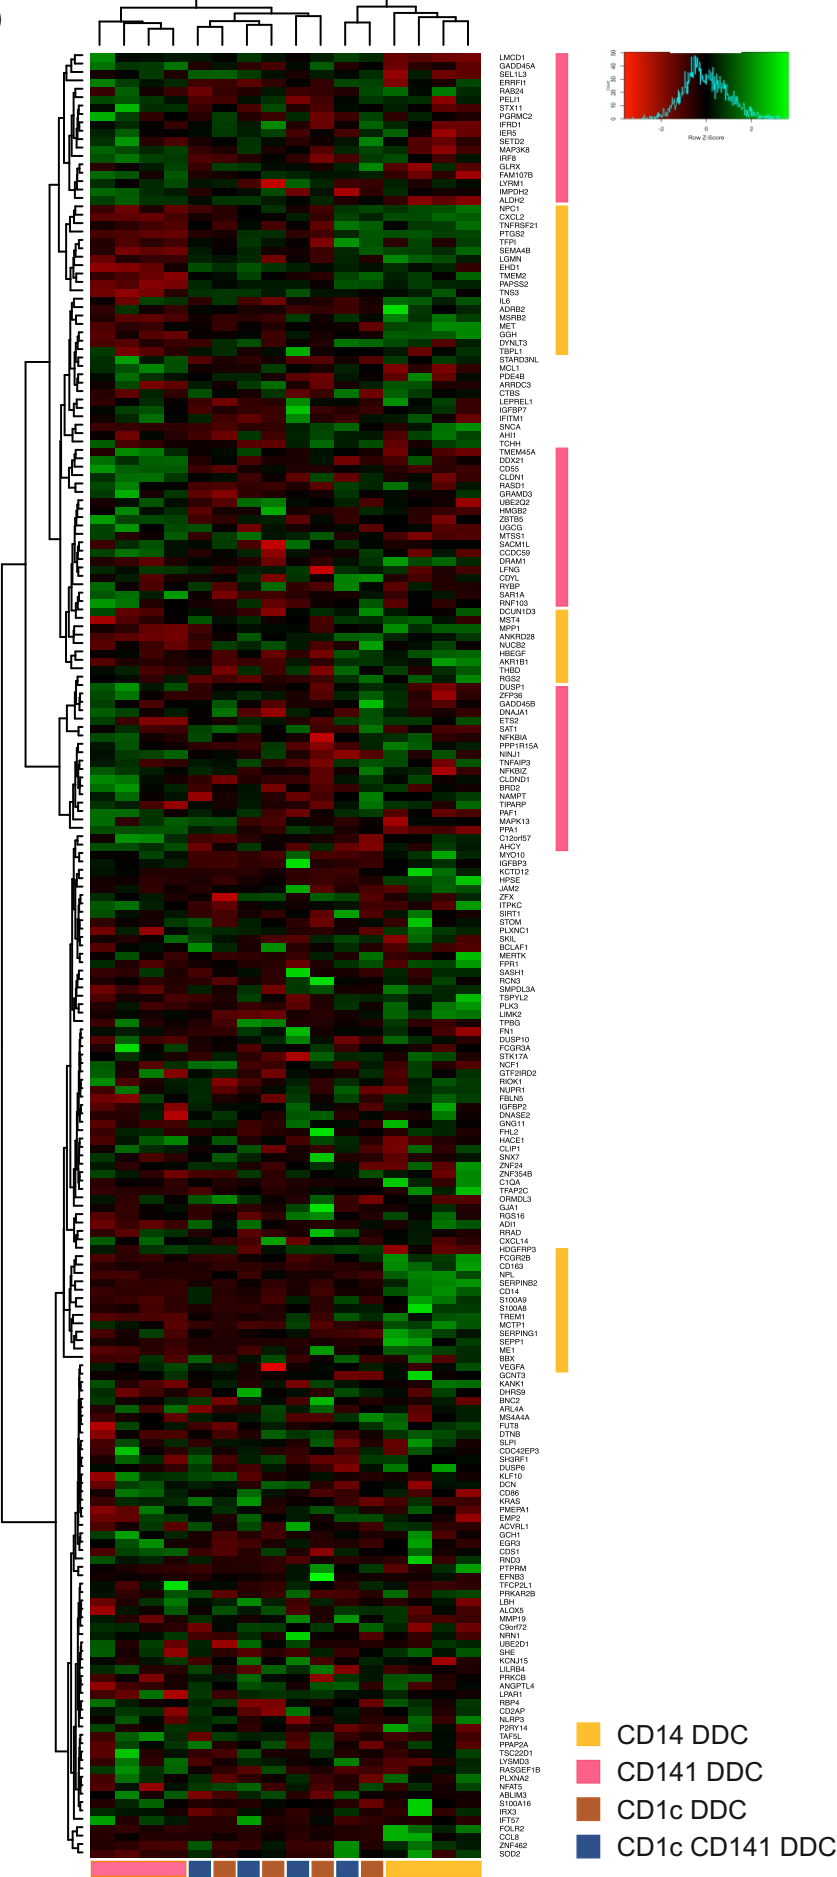 )
LMCD1
GADD45A
SEL1L3
ERRFI1
RAB24
PELI1
STX11
PGRMC2
IFRD1
IER5
SETD2
MAP3K8
IRF8
GLRX
FAM107B
LYRM1
IMPDH2
ALDH2
NPC1
CXCL2
TNFRSF21
PTGS2
TFPI
SEMA4B
LGMN
EHD1
TMEM2
PAPSS2
TNS3
IL6
ADRB2
MSRB2
MET
GGH
DYNLT3
TBPL1
STARD3NL
MCL1
PDE4B
ARRDC3
CTBS
LEPREL1
IGFBP7
IFITM1
SNCA
AHI1
TCHH
TMEM45A
DDX21
CD55
CLDN1
RASD1
GRAMD3
UBE2Q2
HMGB2
ZBTB5
UGCG
MTSS1
SACM1L
CCDC59
DRAM1
LFNG
CDYL
RYBP
SAR1A
RNF103
DCUN1D3
MST4
MPP1
ANKRD28
NUCB2
HBEGF
AKR1B1
THBD
RGS2
DUSP1
ZFP36
GADD45B
DNAJA1
ETS2
SAT1
NFKBIA
PPP1R15A
NINJ1
TNFAIP3
NFKBIZ
CLDND1
BRD2
NAMPT
TIPARP
PAF1
MAPK13
PPA1
C12orf57
AHCY
MYO10
IGFBP3
KCTD12
HPSE
JAM2
ZFX
ITPKC
SIRT1
STOM
PLXNC1
SKIL
BCLAF1
MERTK
FPR1
SASH1
RCN3
SMPDL3A
TSPYL2
PLK3
LIMK2
TPBG
FN1
DUSP10
FCGR3A
STK17A
NCF1
GTF2IRD2
RIOK1
NUPR1
FBLN5
IGFBP2
DNASE2
GNG11
FHL2
HACE1
CLIP1
SNX7
ZNF24
ZNF354B
C1QA
TFAP2C
ORMDL3
GJA1
RGS16
ADI1
RRAD
CXCL14
HDGFRP3
FCGR2B
CD163
NPL
SERPINB2
CD14
S100A9
S100A8
TREM1
MCTP1
SERPING1
SEPP1
ME1
BBX
VEGFA
GCNT3
KANK1
DHRS9
BNC2
ARL4A
MS4A4A
FUT8
DTNB
SLPI
CDC42EP3
SH3RF1
DUSP6
KLF10
DCN
CD86
KRAS
PMEPA1
EMP2
ACVRL1
GCH1
EGR3
CDS1
RND3
PTPRM
EFNB3
TFCP2L1
PRKAR2B
LBH
ALOX5
MMP19
C9orf72
NRN1
UBE2D1
SHE
KCNJ15
LILRB4
PRKCB
ANGPTL4
LPAR1
RBP4
CD2AP
NLRP3
P2RY14
TAF5L
PPAP2A
TSC22D1
LYSMD3
RASGEF1B
PLXNA2
NFAT5
ABLIM3
S100A16
IRX3
IFT57
FOLR2
CCL8
ZNF462
SOD2
0 10 20 30 40 50
Count
-2 0 2
Row Z-Score
CD14 DDC
CD141 DDC
CD1c DDC
CD1c CD141 DDC